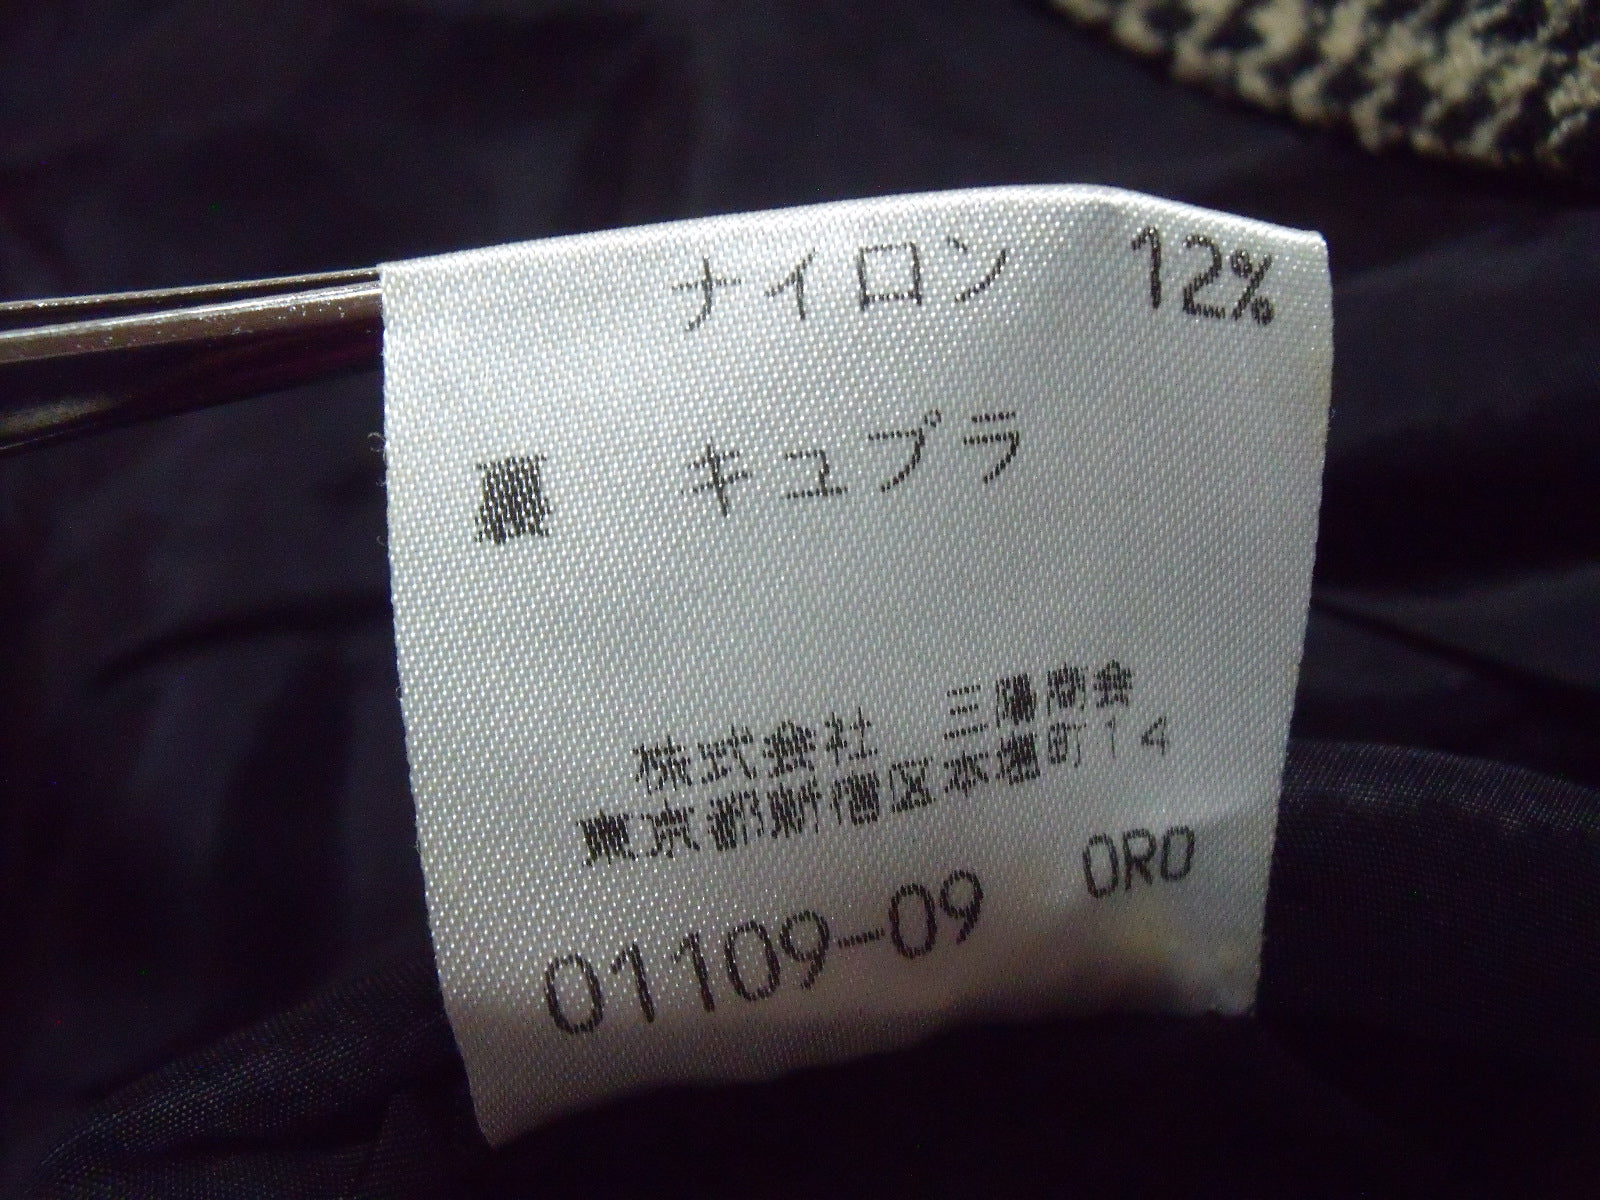 ナイロン 12%
裏 キュプラ
株式会社 三陽商会
東京都新宿区本塩町14
01109-09 ORO